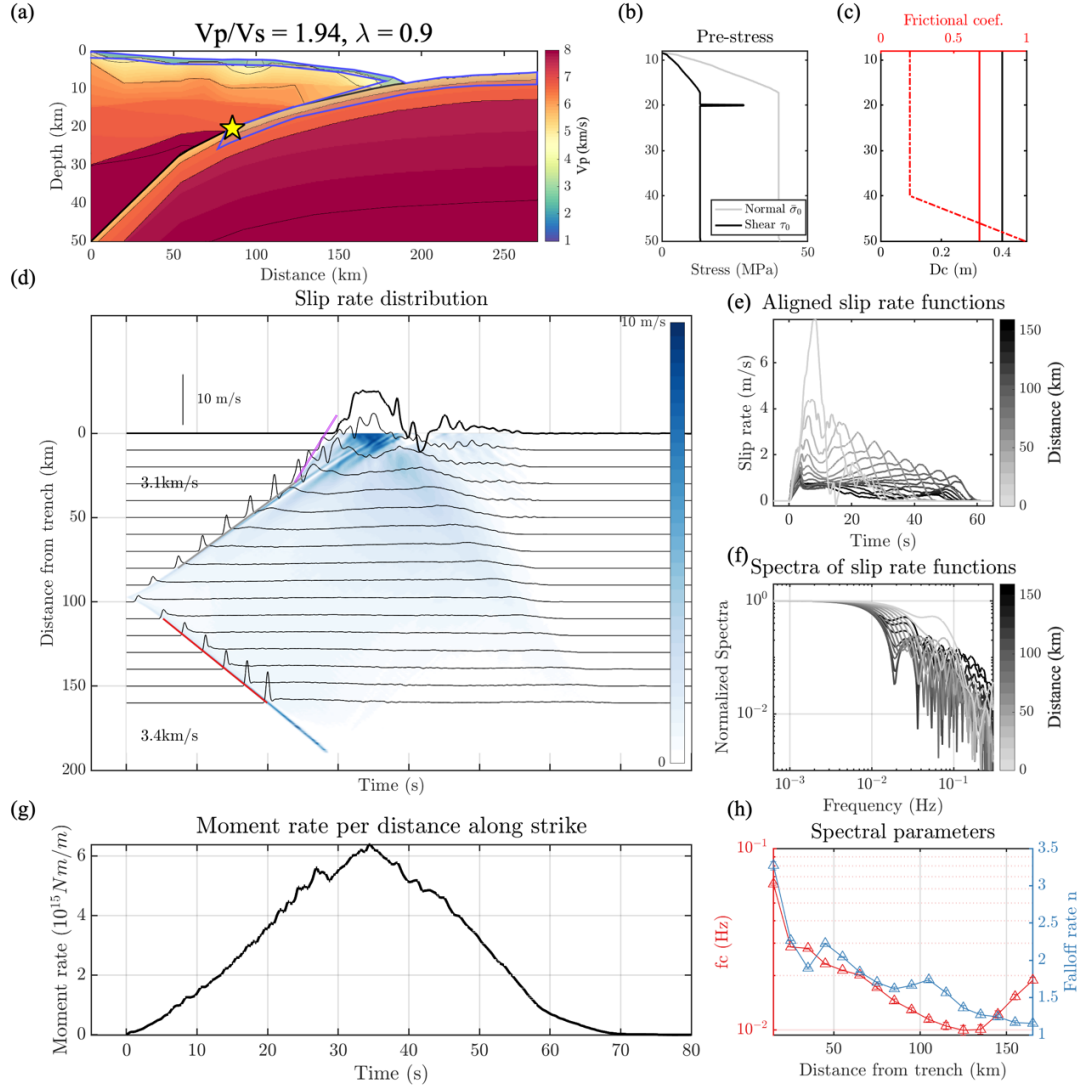 (a)
Vp/Vs = 1.94, λ = 0.9
0
10
20
30
40
50
Depth (km)
0 50 100 150 200 250
Distance (km)
8
7
6
5
4
3
2
1
Vp (km/s)
(b)
Pre-stress
10
20
30
40
50
Normal σ̄₀
Shear τ₀
0 50
Stress (MPa)
(c)
Frictional coef.
0 0.5 1
10
20
30
40
50
0 0.2 0.4
Dc (m)
(d)
Slip rate distribution
10 m/s
0
10 m/s
0
50
100
150
200
Distance from trench (km)
3.1km/s
3.4km/s
Time (s)
(e)
Aligned slip rate functions
6
4
2
0
Slip rate (m/s)
0 20 40 60
Time (s)
150
100
50
0
Distance (km)
(f)
Spectra of slip rate functions
10⁰
10⁻²
Normalized Spectra
10⁻³ 10⁻² 10⁻¹
Frequency (Hz)
150
100
50
0
Distance (km)
(g)
Moment rate per distance along strike
6
4
2
0
Moment rate (10¹⁵Nm/m)
0 10 20 30 40 50 60 70 80
Time (s)
(h)
Spectral parameters
10⁻¹
10⁻²
fc (Hz)
3.5
3
2.5
2
1.5
1
Falloff rate n
50 100 150
Distance from trench (km)